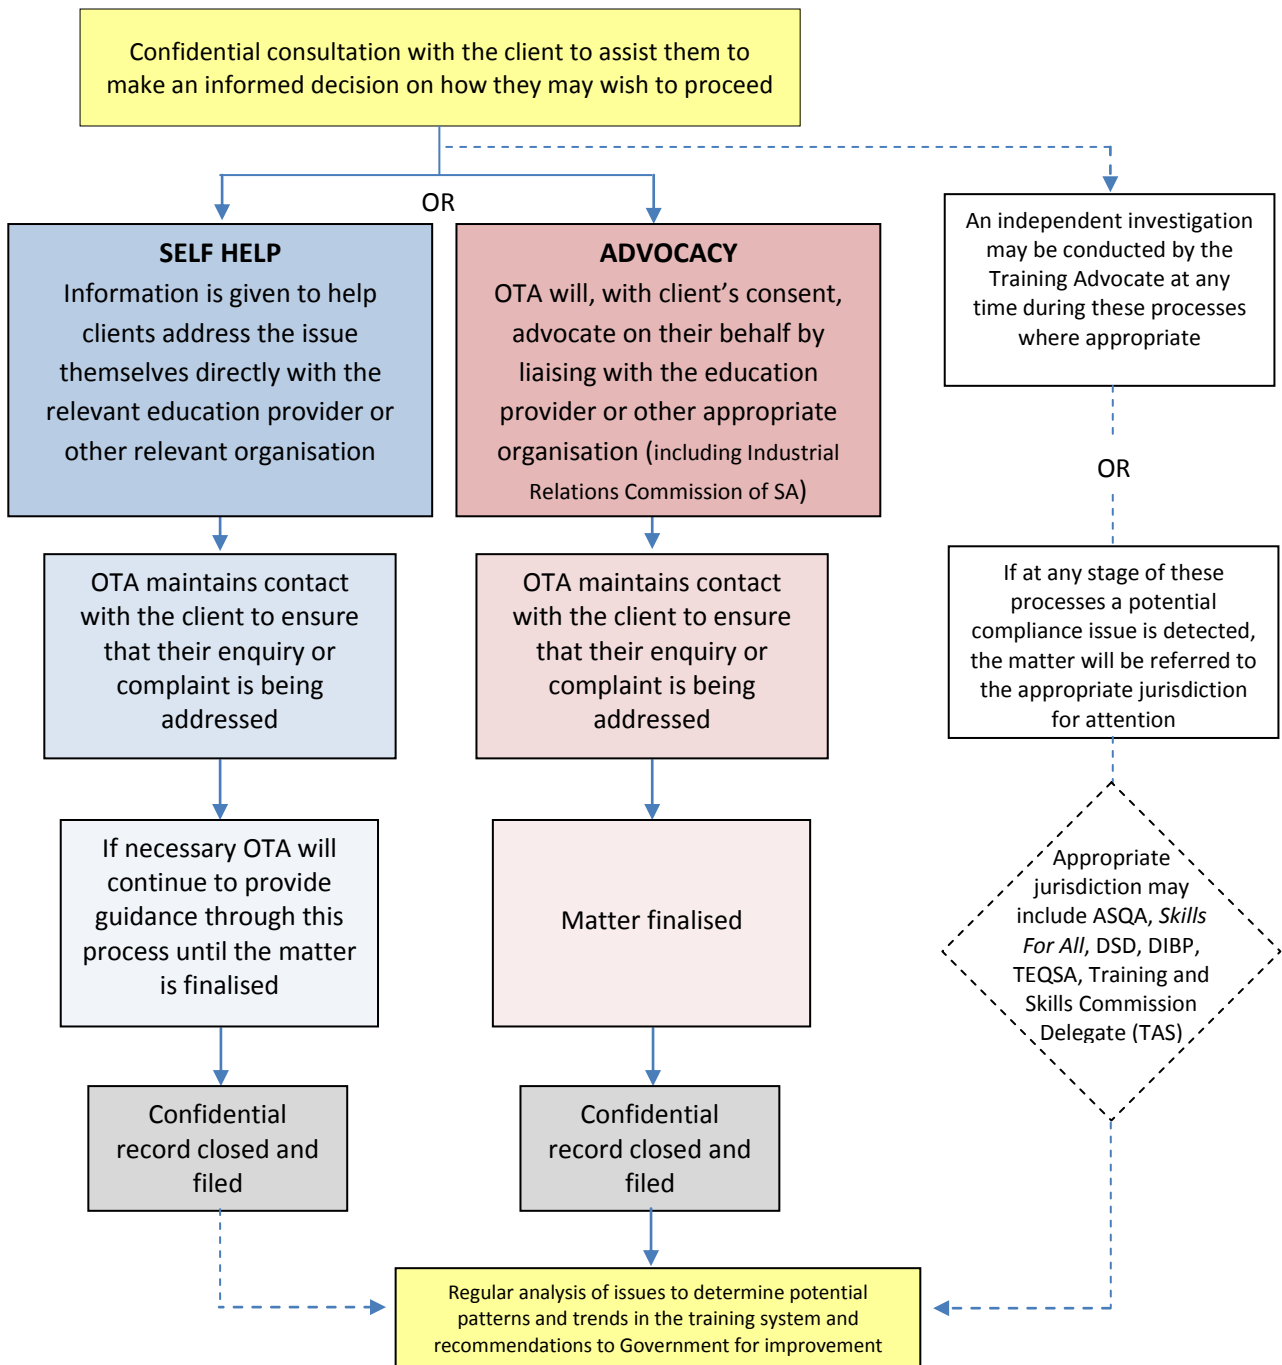 Confidential consultation with the client to assist them to
make an informed decision on how they may wish to proceed
OR
SELF HELP
Information is given to help
clients address the issue
themselves directly with the
relevant education provider or
other relevant organisation
ADVOCACY
OTA will, with client’s consent,
advocate on their behalf by
liaising with the education
provider or other appropriate
organisation (including Industrial
Relations Commission of SA)
An independent investigation
may be conducted by the
Training Advocate at any
time during these processes
where appropriate
OR
OTA maintains contact
with the client to ensure
that their enquiry or
complaint is being
addressed
OTA maintains contact
with the client to ensure
that their enquiry or
complaint is being
addressed
If at any stage of these
processes a potential
compliance issue is detected,
the matter will be referred to
the appropriate jurisdiction
for attention
If necessary OTA will
continue to provide
guidance through this
process until the matter
is finalised
Matter finalised
Appropriate
jurisdiction may
include ASQA, Skills
For All, DSD, DIBP,
TEQSA, Training and
Skills Commission
Delegate (TAS)
Confidential
record closed and
filed
Confidential
record closed and
filed
Regular analysis of issues to determine potential
patterns and trends in the training system and
recommendations to Government for improvement